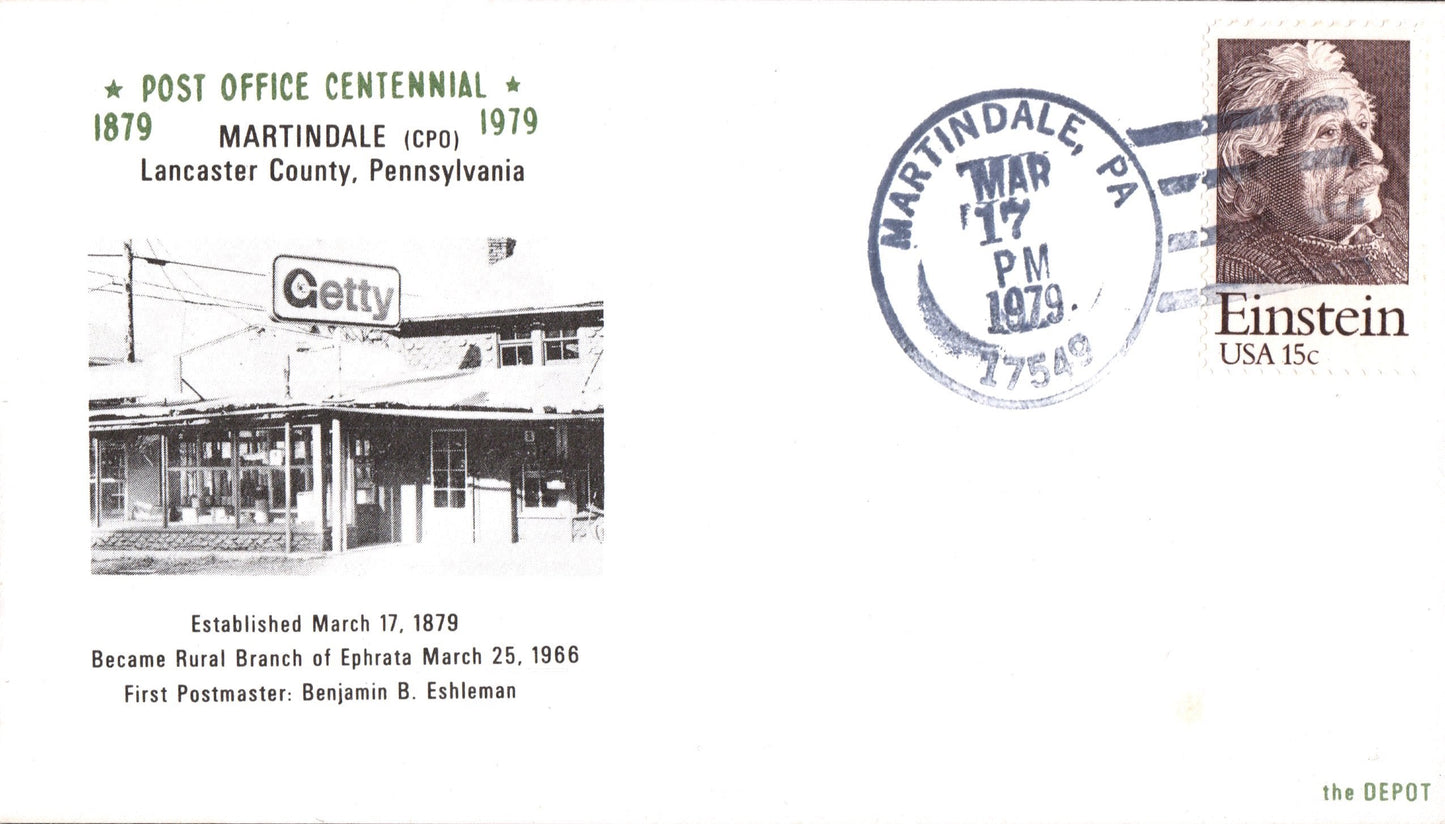 ★ POST OFFICE CENTENNIAL ★
1879 1979
MARTINDALE (CPO)
Lancaster County, Pennsylvania
Getty
Established March 17, 1879
Became Rural Branch of Ephrata March 25, 1966
First Postmaster: Benjamin B. Eshleman
MARTINDALE, PA
MAR
17
PM
1979
17549
Einstein
USA 15c
the DEPOT